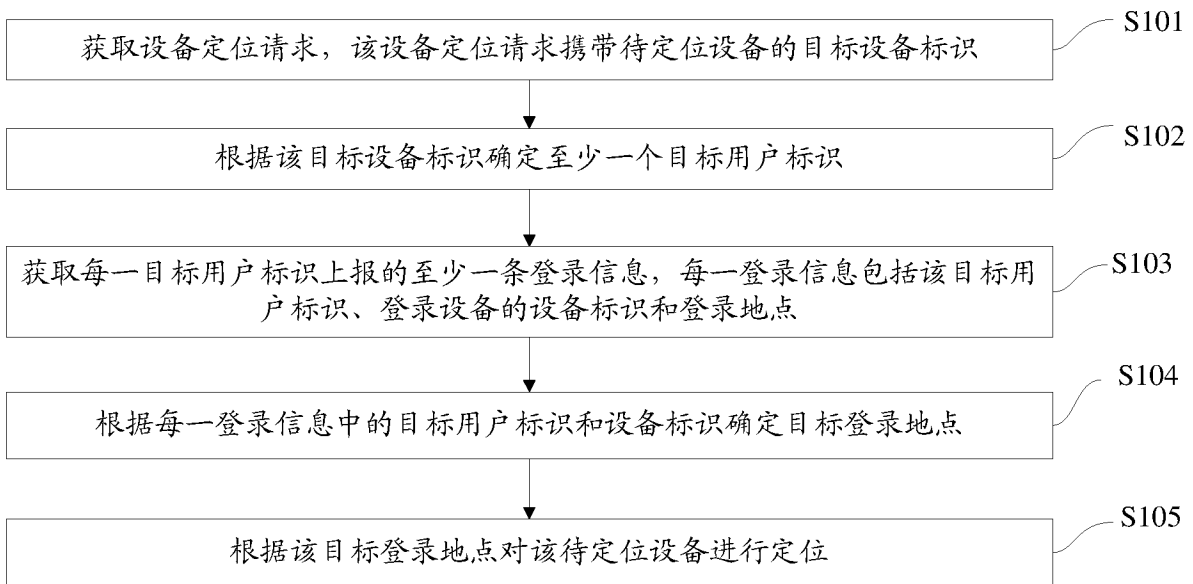 获取设备定位请求，该设备定位请求携带待定位设备的目标设备标识
S101
根据该目标设备标识确定至少一个目标用户标识
S102
获取每一目标用户标识上报的至少一条登录信息，每一登录信息包括该目标用
户标识、登录设备的设备标识和登录地点
S103
根据每一登录信息中的目标用户标识和设备标识确定目标登录地点
S104
根据该目标登录地点对该待定位设备进行定位
S105